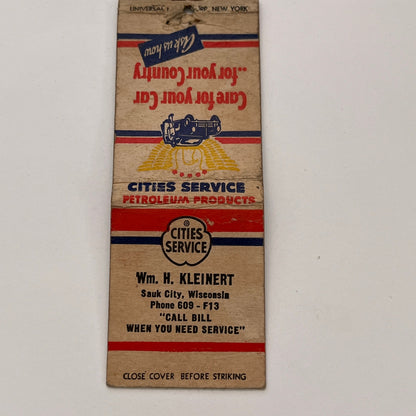 UNIVERSAL
CORP, NEW YORK
Ask us how
Care for your Car
...for your Country
CITIES SERVICE
PETROLEUM PRODUCTS
CITIES
SERVICE
Wm. H. KLEINERT
Sauk City, Wisconsin
Phone 609 - F13
"CALL BILL
WHEN YOU NEED SERVICE"
CLOSE COVER BEFORE STRIKING